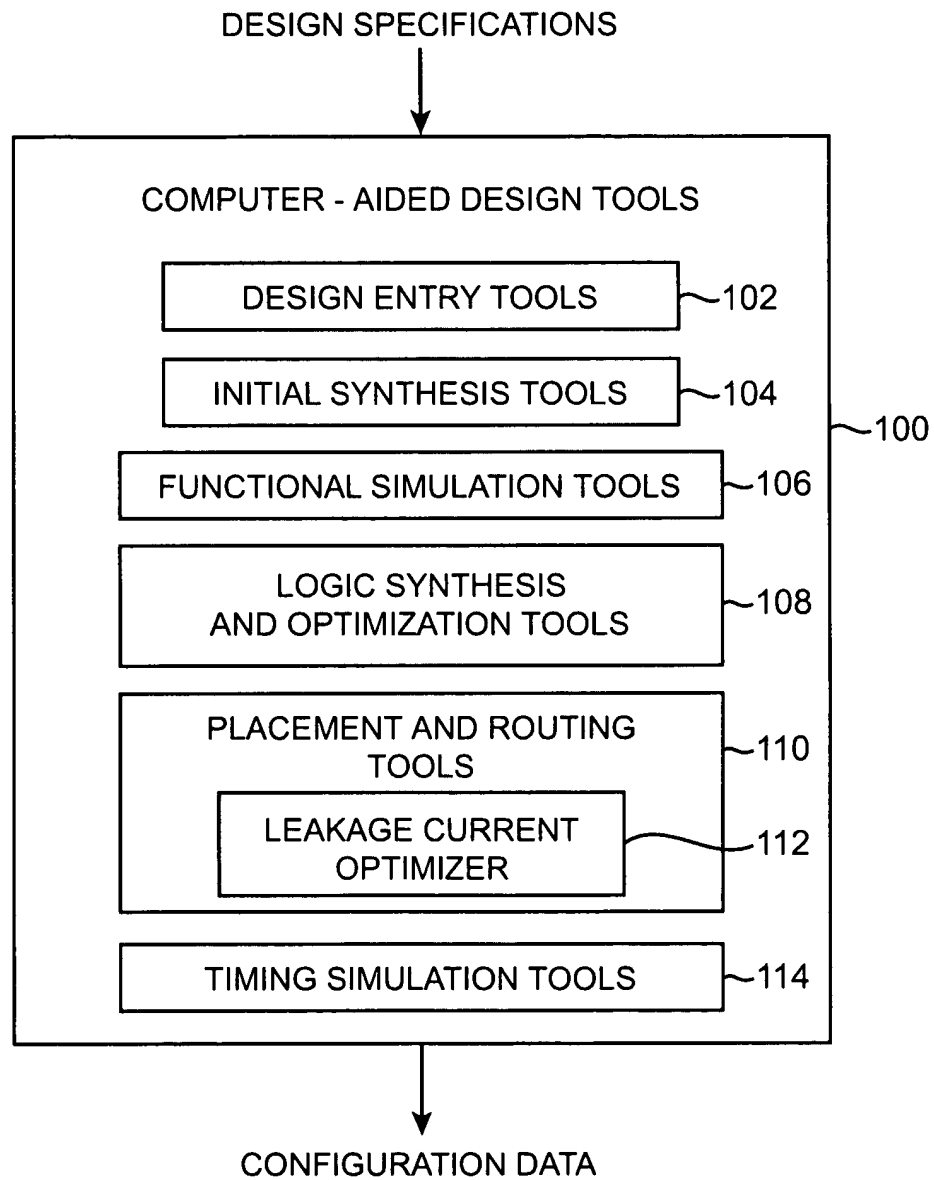 DESIGN SPECIFICATIONS
COMPUTER - AIDED DESIGN TOOLS
DESIGN ENTRY TOOLS 102
INITIAL SYNTHESIS TOOLS 104
100
FUNCTIONAL SIMULATION TOOLS 106
LOGIC SYNTHESIS
AND OPTIMIZATION TOOLS 108
PLACEMENT AND ROUTING
TOOLS 110
LEAKAGE CURRENT
OPTIMIZER 112
TIMING SIMULATION TOOLS 114
CONFIGURATION DATA